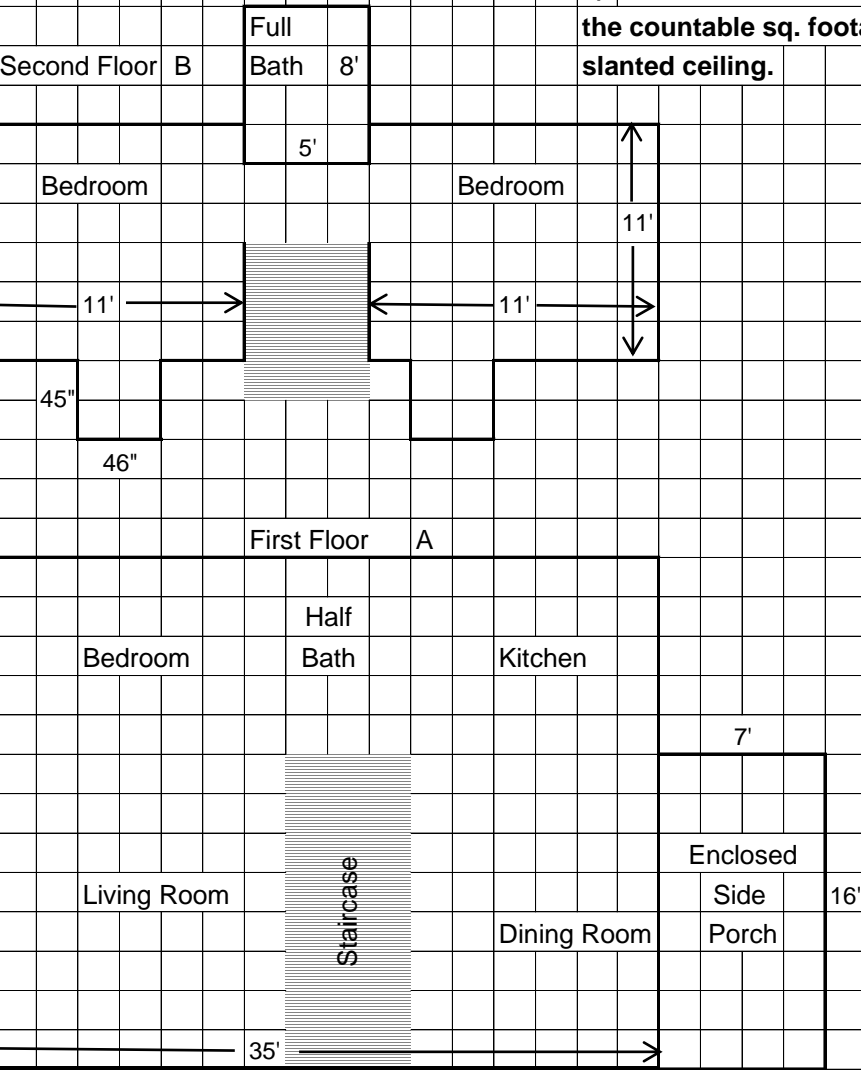 the countable sq. foota
slanted ceiling.
Full
Second Floor B Bath 8'
5'
Bedroom Bedroom
11'
11' 11'
45"
46"
First Floor A
Half
Bedroom Bath Kitchen
7'
Enclosed
Living Room Side 16'
Dining Room Porch
Staircase
35'